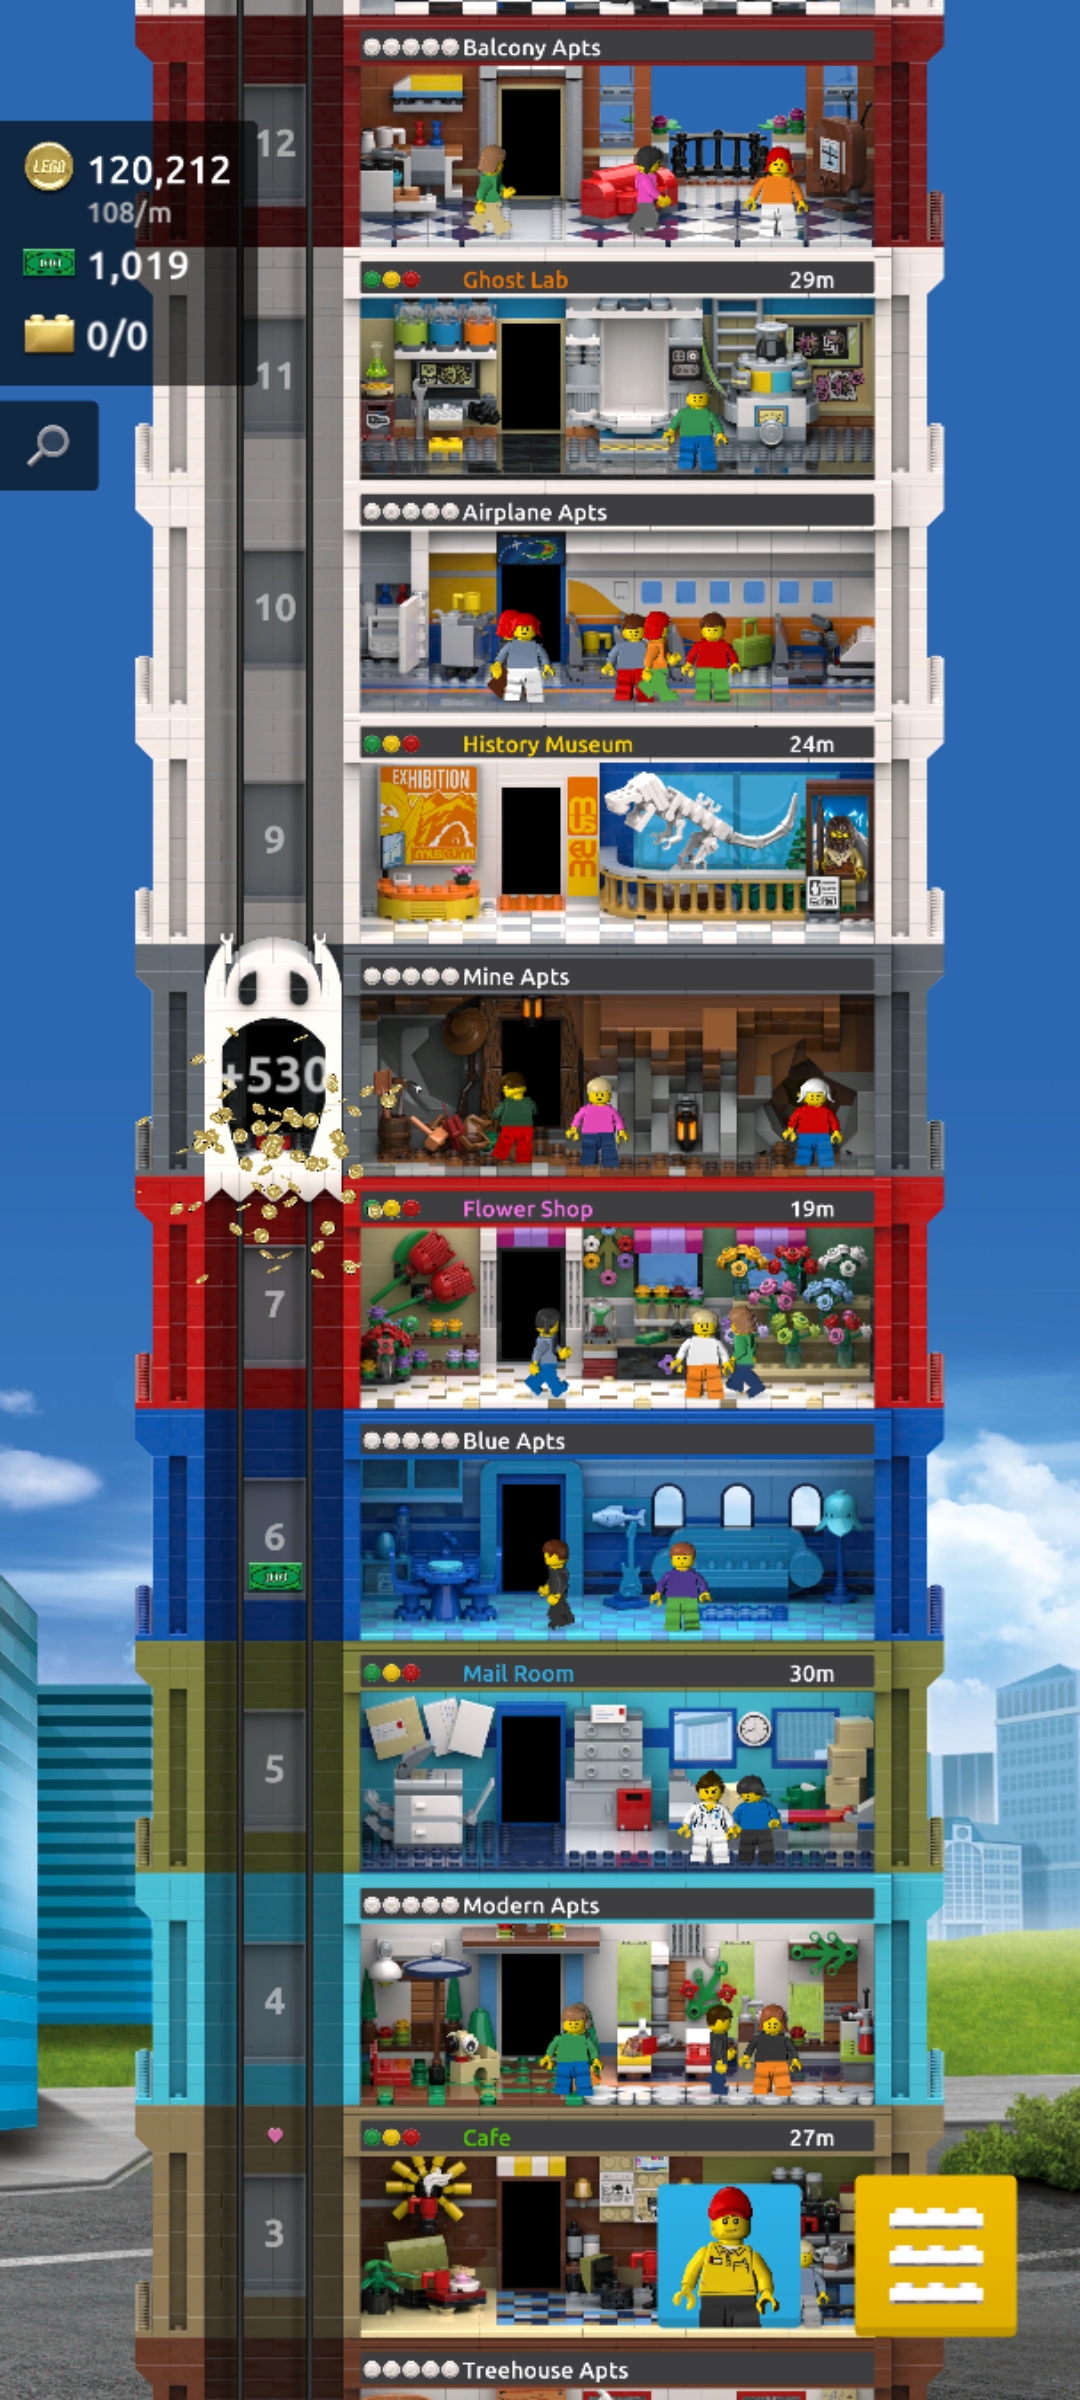 Balcony Apts
12
LEGO 120,212
108/m
1,019
0/0
Ghost Lab 29m
11
Airplane Apts
10
History Museum 24m
EXHIBITION
MUSEUM
9
Mine Apts
+530
Flower Shop 19m
7
Blue Apts
6
Mail Room 30m
5
Modern Apts
4
Cafe 27m
3
Treehouse Apts